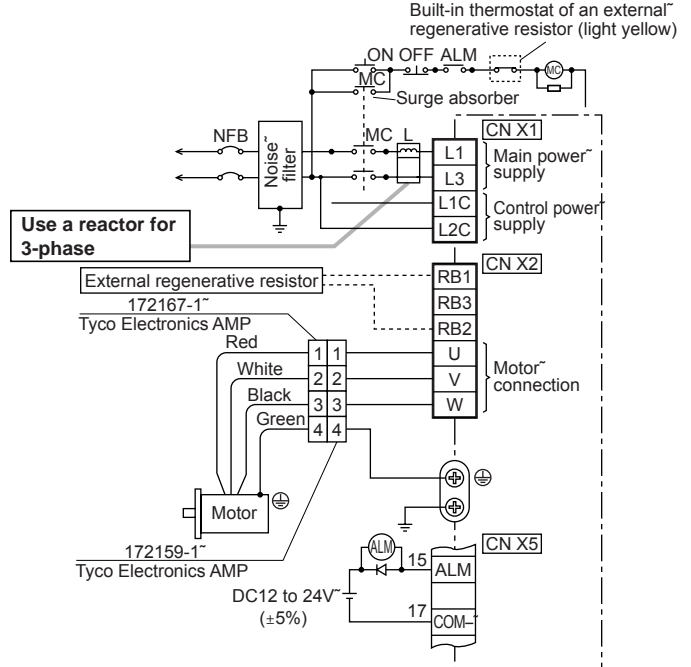 Built-in thermostat of an external˜
regenerative resistor (light yellow)
ON OFF ALM
MC
MC
Surge absorber
NFB
Noise˜
filter
MC L
CN X1
L1
L3
L1C
L2C
Main power˜
supply
Control power˜
supply
Use a reactor for
3-phase
CN X2
External regenerative resistor
RB1
RB3
RB2
U
V
W
172167-1˜
Tyco Electronics AMP
Red
White
Black
Green
1 1
2 2
3 3
4 4
Motor˜
connection
Motor
172159-1˜
Tyco Electronics AMP
ALM
CN X5
15
ALM
DC12 to 24V˜
(±5%)
17
COM–˜